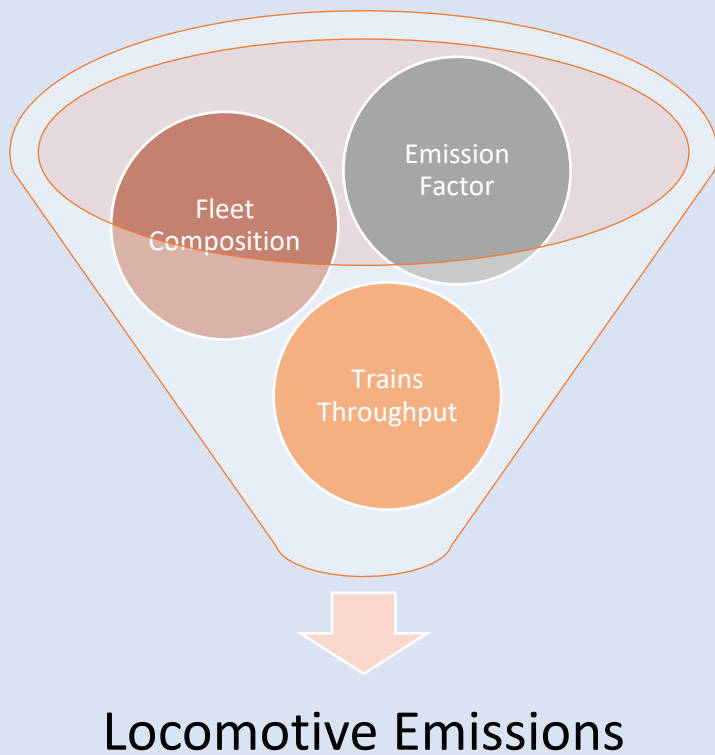 Emission
Factor
Fleet
Composition
Trains
Throughput
Locomotive Emissions